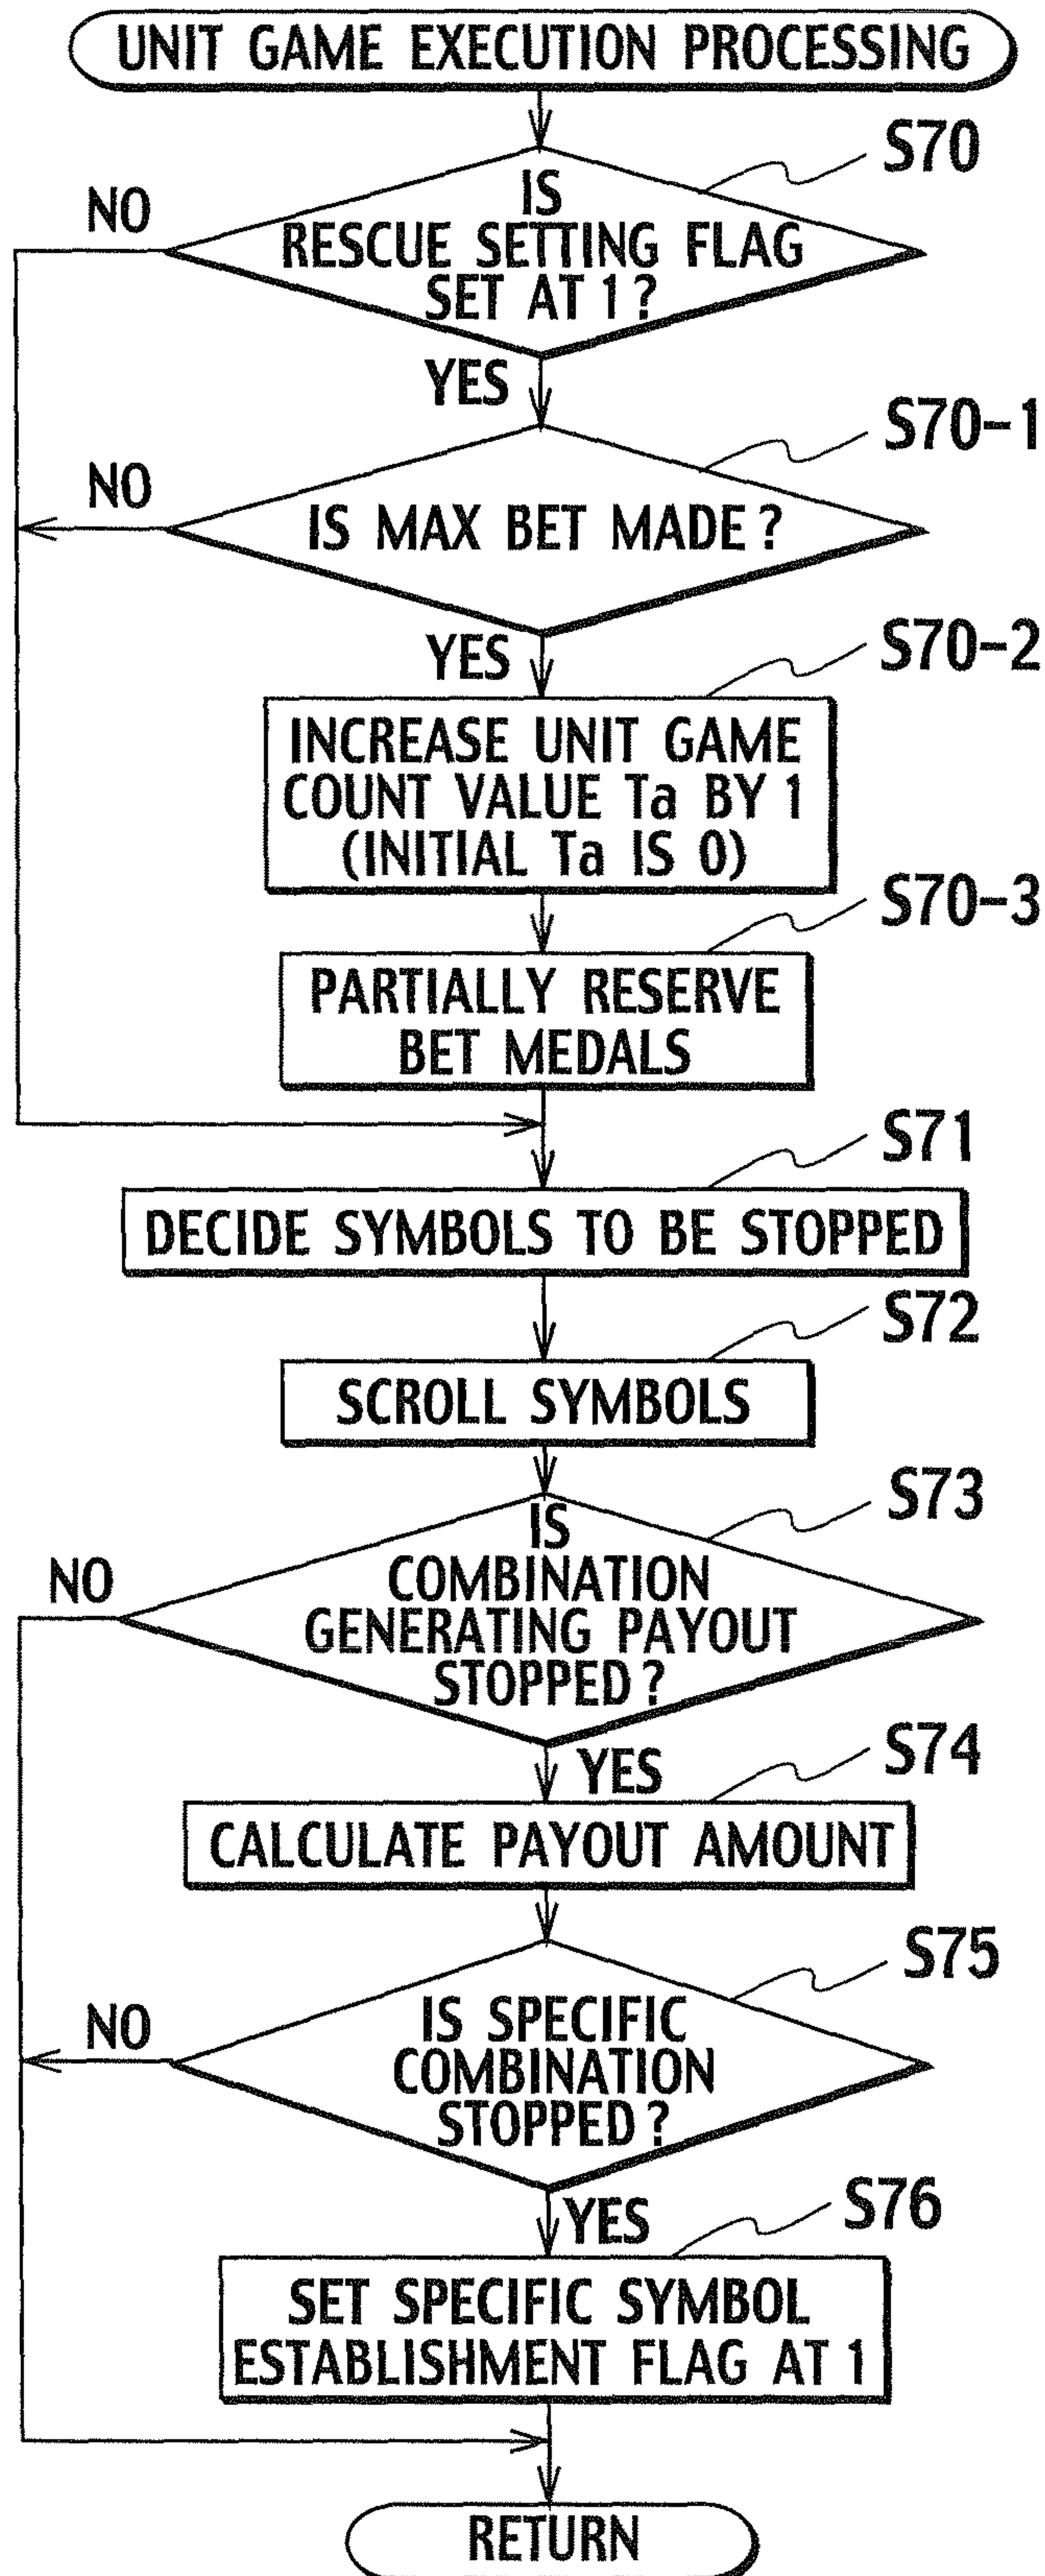 UNIT GAME EXECUTION PROCESSING
S70
NO
IS
RESCUE SETTING FLAG
SET AT 1?
YES
S70-1
NO
IS MAX BET MADE?
YES
S70-2
INCREASE UNIT GAME
COUNT VALUE Ta BY 1
(INITIAL Ta IS 0)
S70-3
PARTIALLY RESERVE
BET MEDALS
S71
DECIDE SYMBOLS TO BE STOPPED
S72
SCROLL SYMBOLS
S73
NO
IS
COMBINATION
GENERATING PAYOUT
STOPPED?
YES
S74
CALCULATE PAYOUT AMOUNT
S75
NO
IS SPECIFIC
COMBINATION
STOPPED?
YES
S76
SET SPECIFIC SYMBOL
ESTABLISHMENT FLAG AT 1
RETURN